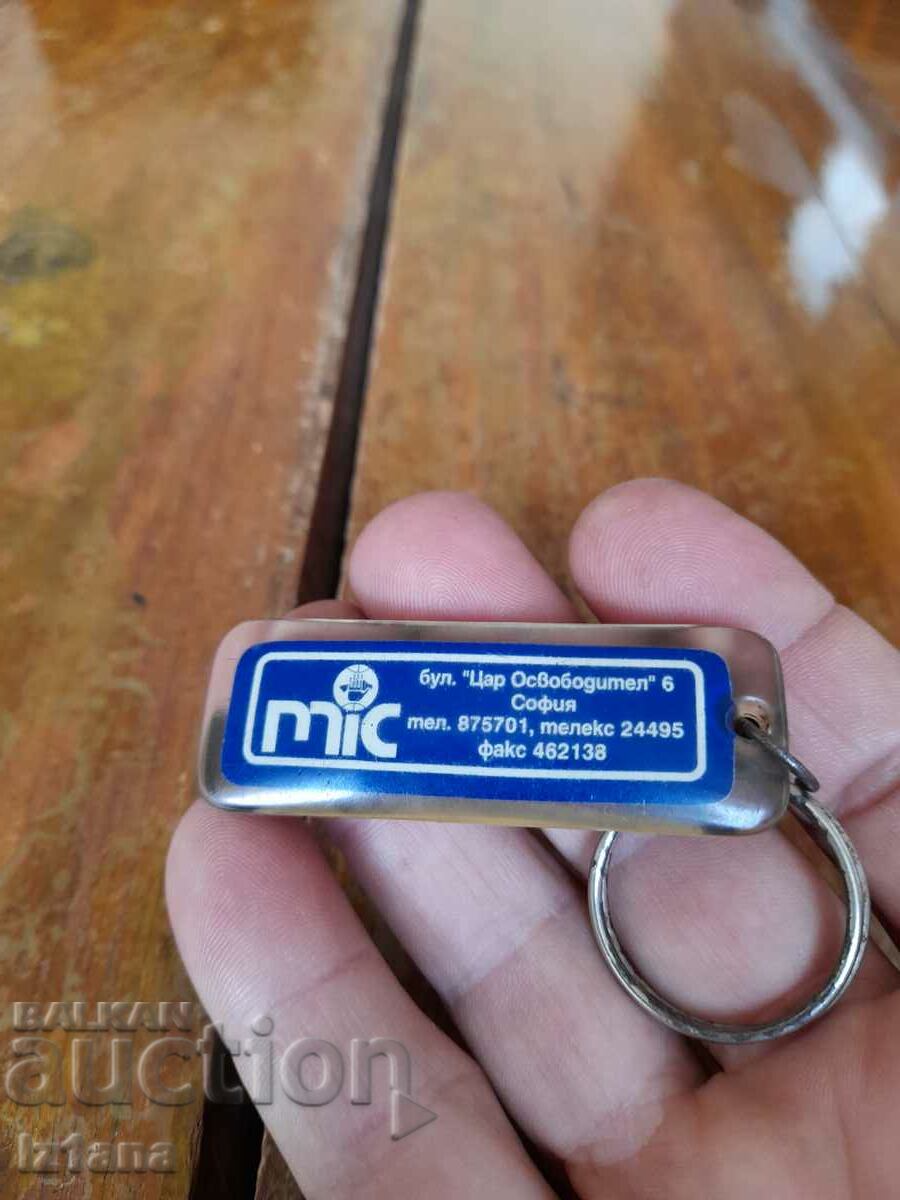 mic
бул. "Цар Освободител" 6
София
тел. 875701, телекс 24495
факс 462138
BALKAN
auction
Iz1ana